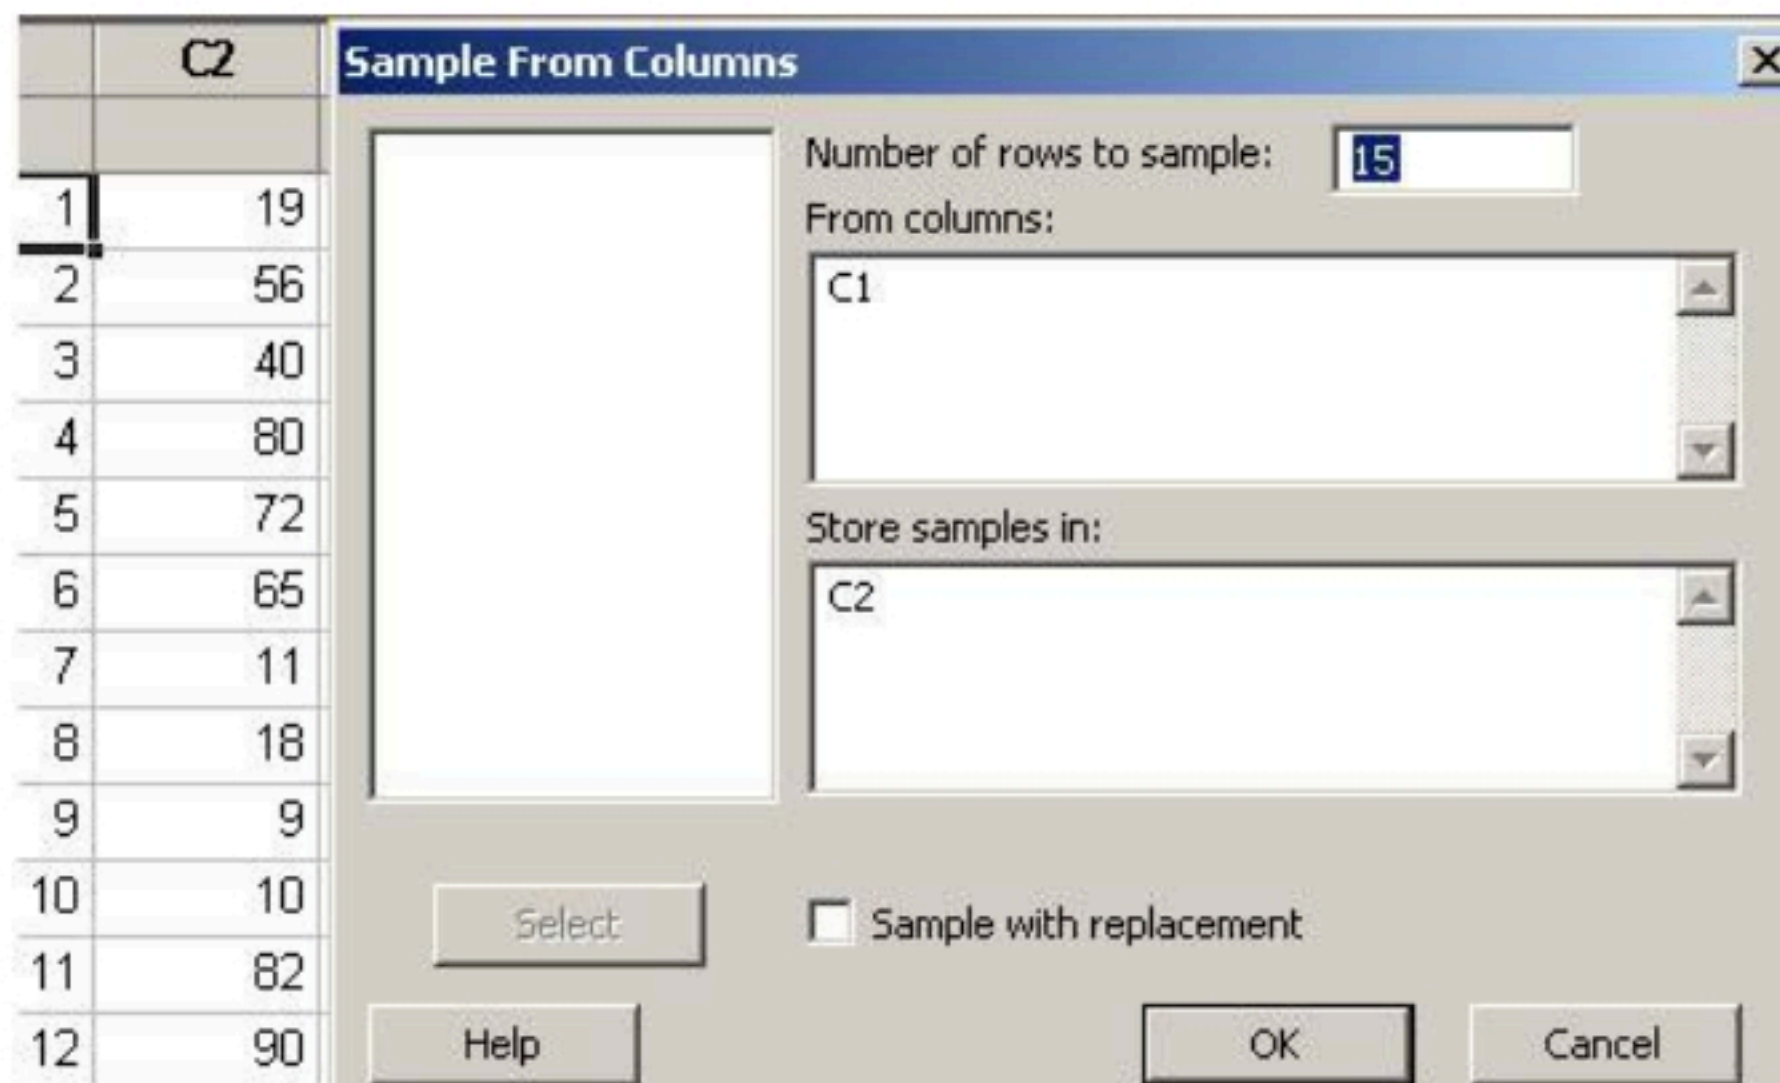 C2
1 19
2 56
3 40
4 80
5 72
6 65
7 11
8 18
9 9
10 10
11 82
12 90
Sample From Columns
Number of rows to sample: 15
From columns:
C1
Store samples in:
C2
Select
Sample with replacement
Help OK Cancel